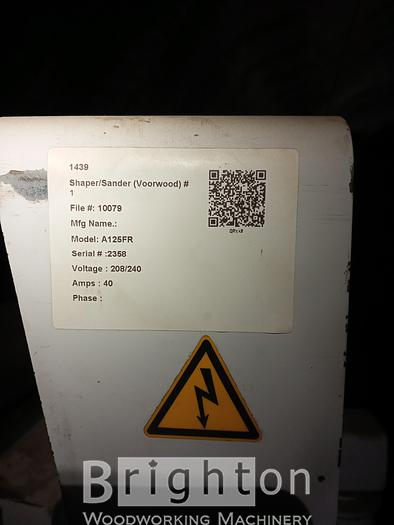 1439
Shaper/Sander (Voorwood) #
1
File #: 10079
Mfg Name.:
Model: A125FR
Serial # :2358
Voltage : 208/240
Amps : 40
Phase :
Brighton
WOODWORKING MACHINERY